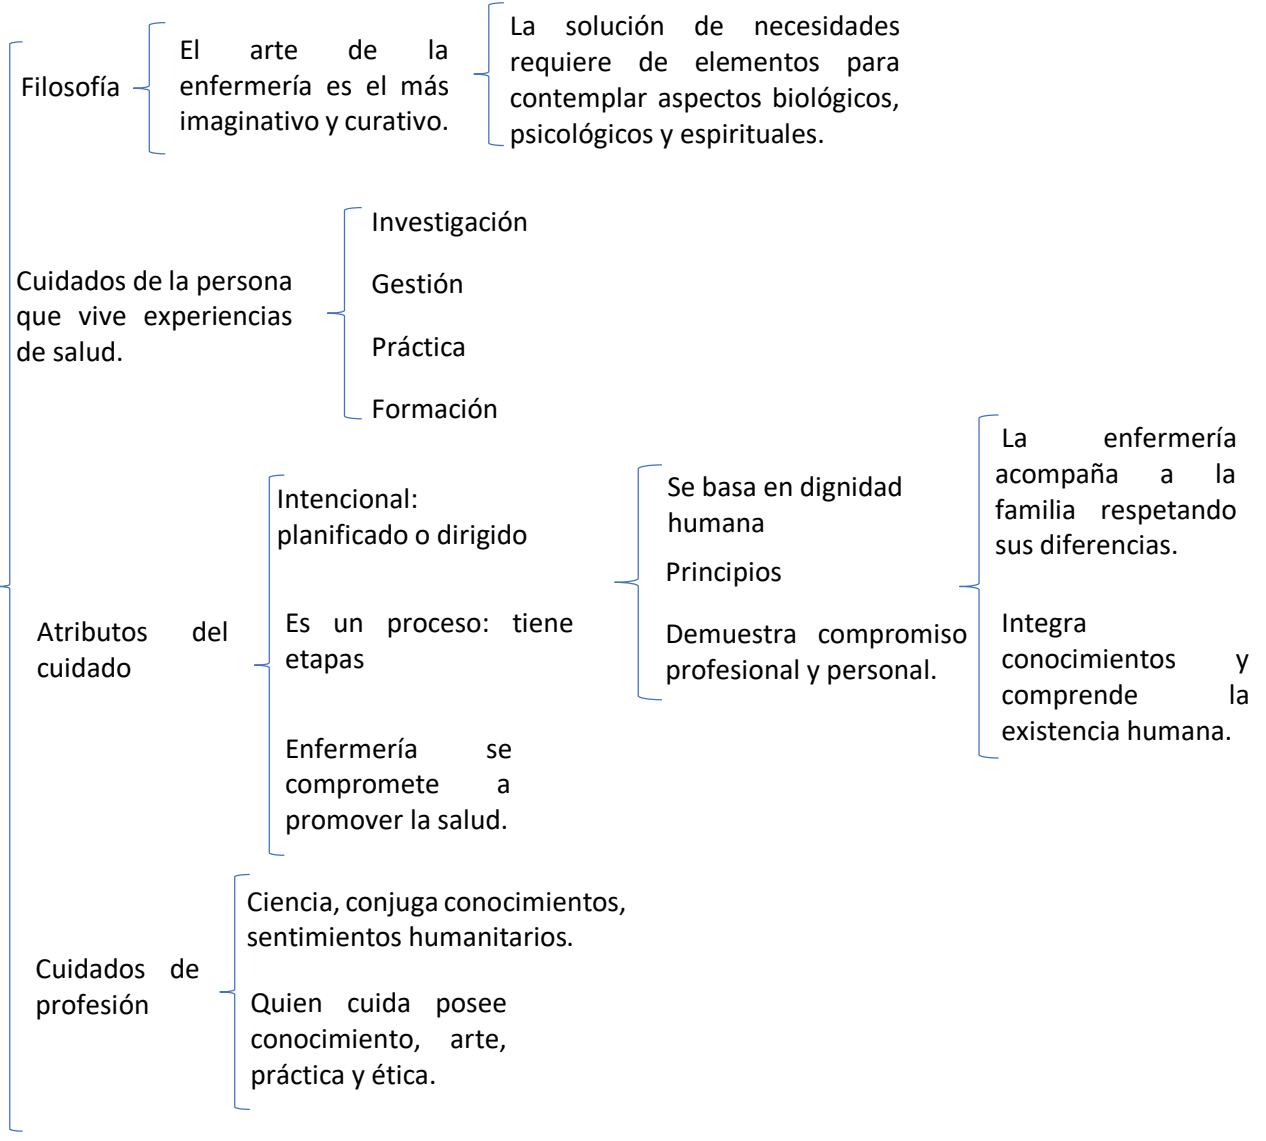 Filosofía
El arte de la
enfermería es el más
imaginativo y curativo.
La solución de necesidades
requiere de elementos para
contemplar aspectos biológicos,
psicológicos y espirituales.
Cuidados de la persona
que vive experiencias
de salud.
Investigación
Gestión
Práctica
Formación
Atributos del
cuidado
Intencional:
planificado o dirigido
Es un proceso: tiene
etapas
Enfermería se
compromete a
promover la salud.
Se basa en dignidad
humana
Principios
Demuestra compromiso
profesional y personal.
La enfermería
acompaña a la
familia respetando
sus diferencias.
Integra
conocimientos y
comprende la
existencia humana.
Cuidados de
profesión
Ciencia, conjuga conocimientos,
sentimientos humanitarios.
Quien cuida posee
conocimiento, arte,
práctica y ética.